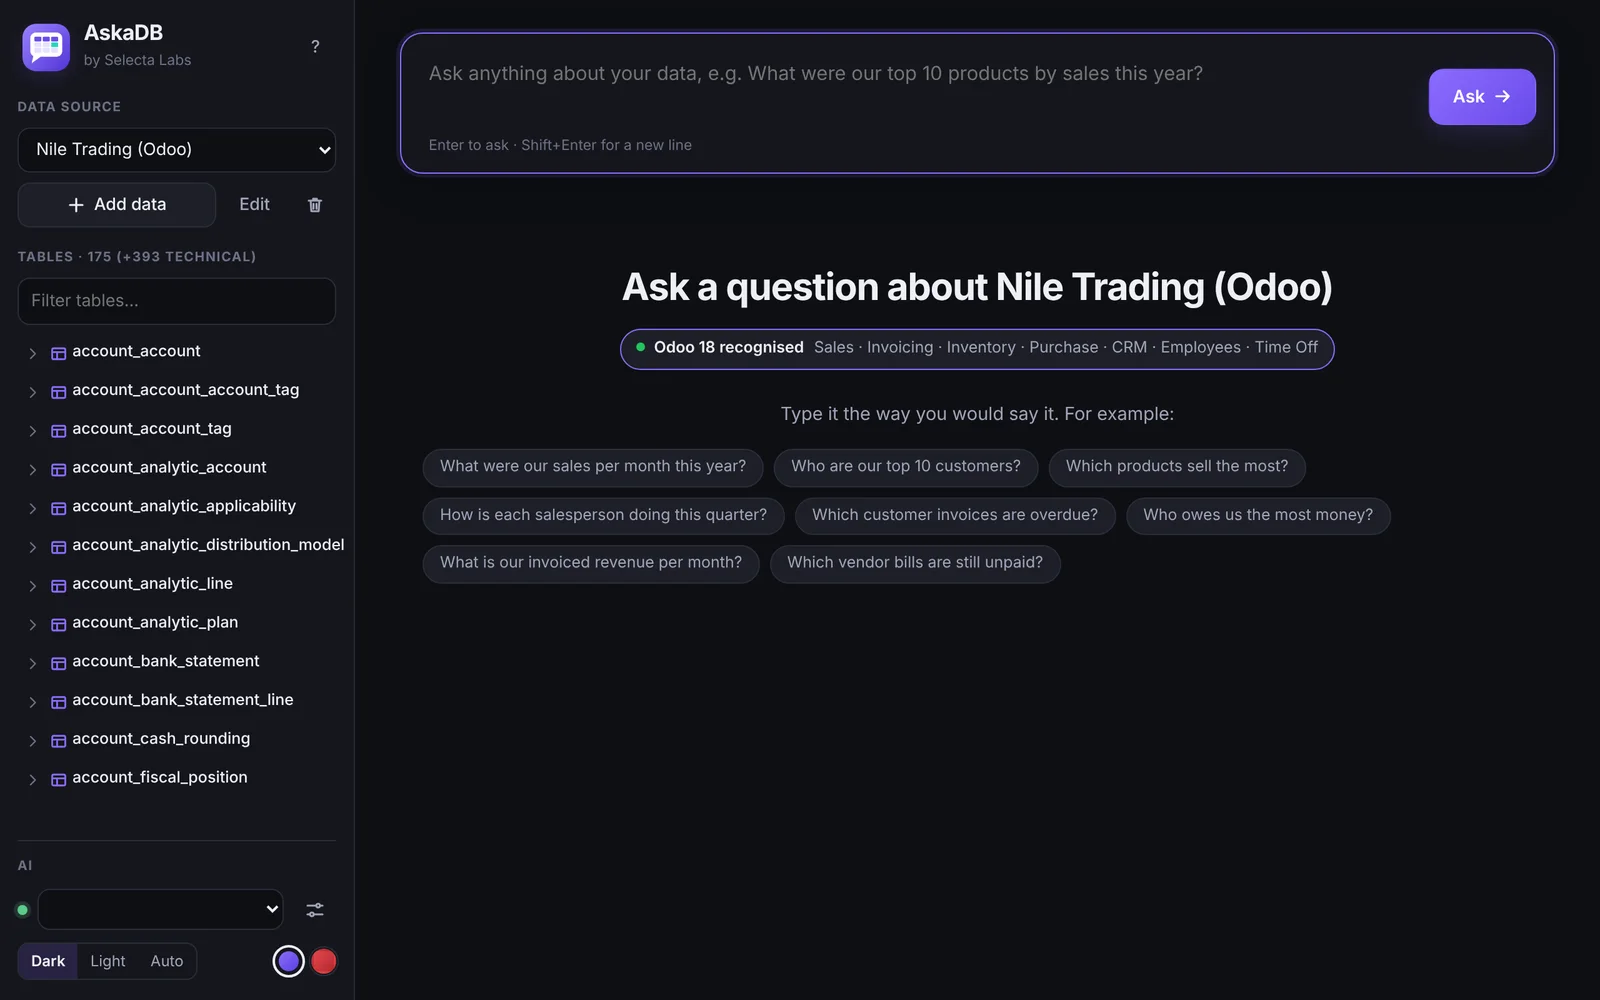 AskaDB
by Selecta Labs
?
DATA SOURCE
Nile Trading (Odoo)
+ Add data
Edit
TABLES · 175 (+393 TECHNICAL)
Filter tables...
account_account
account_account_account_tag
account_account_tag
account_analytic_account
account_analytic_applicability
account_analytic_distribution_model
account_analytic_line
account_analytic_plan
account_bank_statement
account_bank_statement_line
account_cash_rounding
account_fiscal_position
AI
Dark
Light
Auto
Ask anything about your data, e.g. What were our top 10 products by sales this year?
Ask →
Enter to ask · Shift+Enter for a new line
Ask a question about Nile Trading (Odoo)
Odoo 18 recognised Sales · Invoicing · Inventory · Purchase · CRM · Employees · Time Off
Type it the way you would say it. For example:
What were our sales per month this year?
Who are our top 10 customers?
Which products sell the most?
How is each salesperson doing this quarter?
Which customer invoices are overdue?
Who owes us the most money?
What is our invoiced revenue per month?
Which vendor bills are still unpaid?